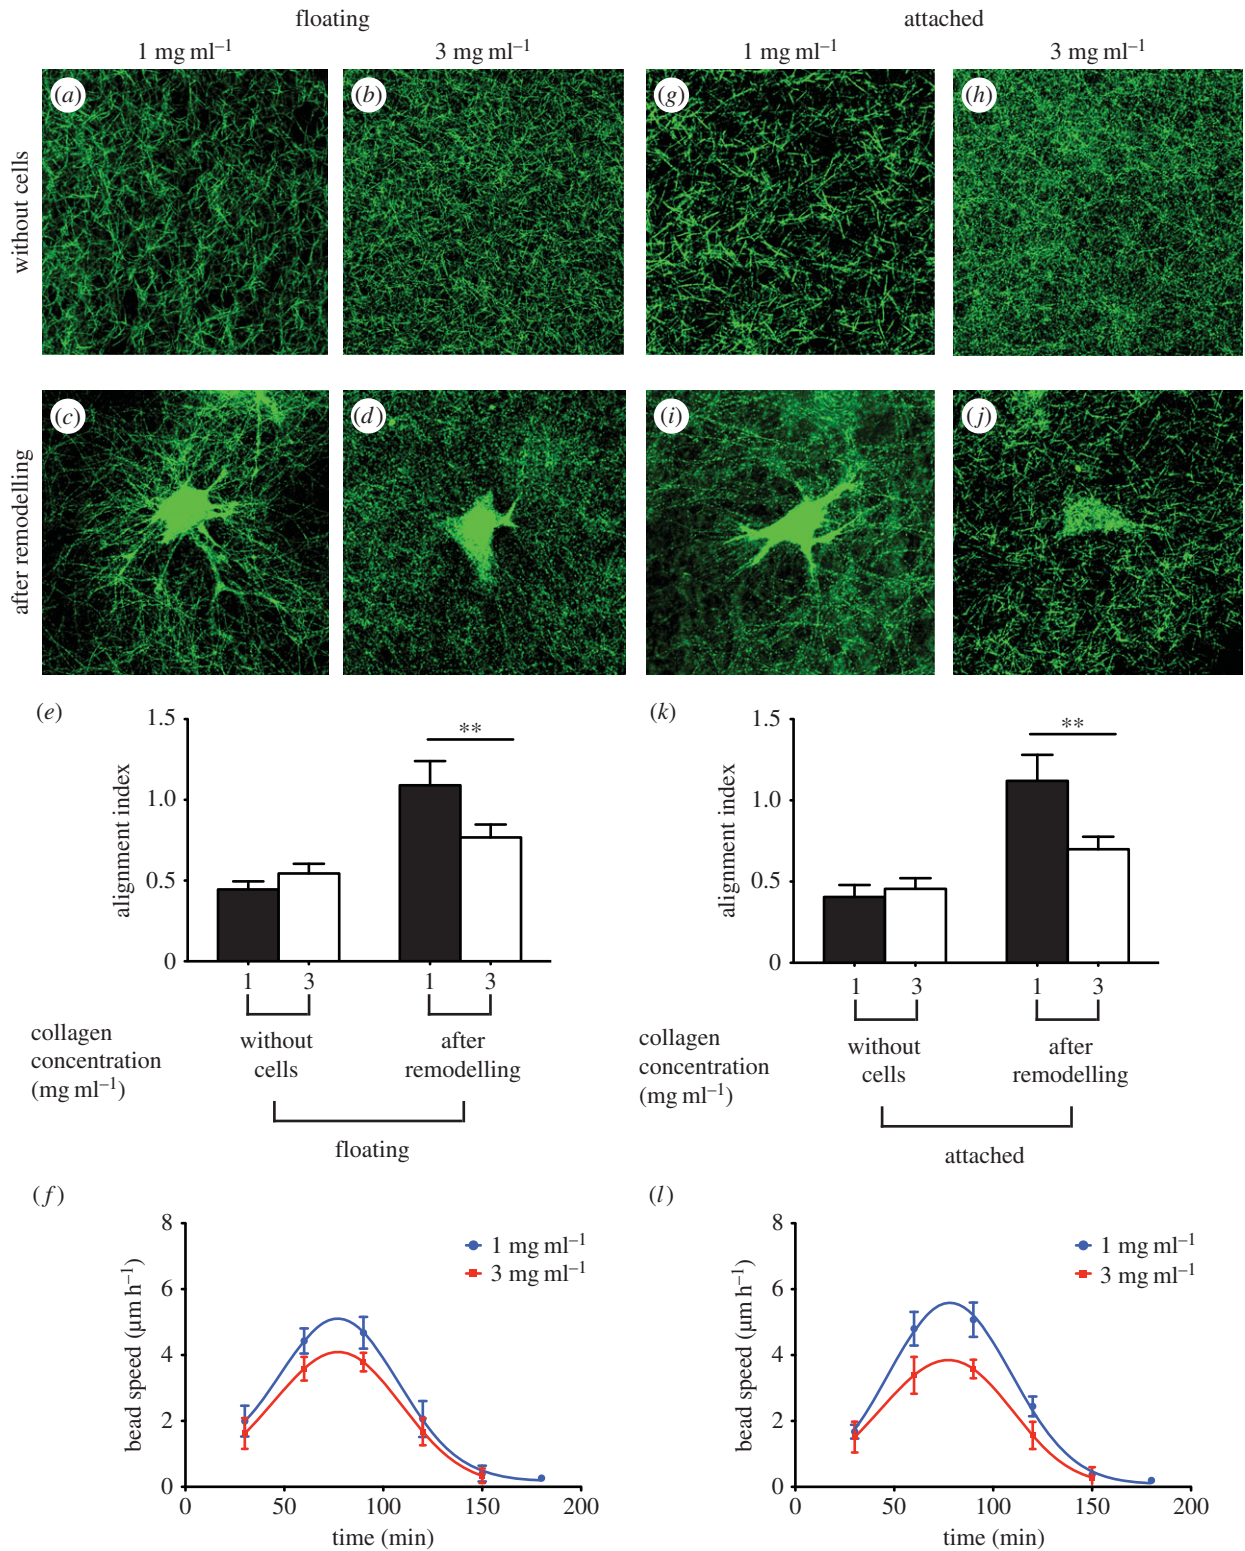 floating
attached
1 mg ml⁻¹
3 mg ml⁻¹
1 mg ml⁻¹
3 mg ml⁻¹
without cells
(a)
(b)
(g)
(h)
after remodelling
(c)
(d)
(i)
(j)
(e)
alignment index
1.5
1.0
0.5
0
**
1
3
1
3
collagen
concentration
(mg ml⁻¹)
without
cells
after
remodelling
floating
(k)
alignment index
1.5
1.0
0.5
0
**
1
3
1
3
collagen
concentration
(mg ml⁻¹)
without
cells
after
remodelling
attached
(f)
bead speed (µm h⁻¹)
8
6
4
2
0
1 mg ml⁻¹
3 mg ml⁻¹
0
50
100
150
200
time (min)
(l)
bead speed (µm h⁻¹)
8
6
4
2
0
1 mg ml⁻¹
3 mg ml⁻¹
0
50
100
150
200
time (min)